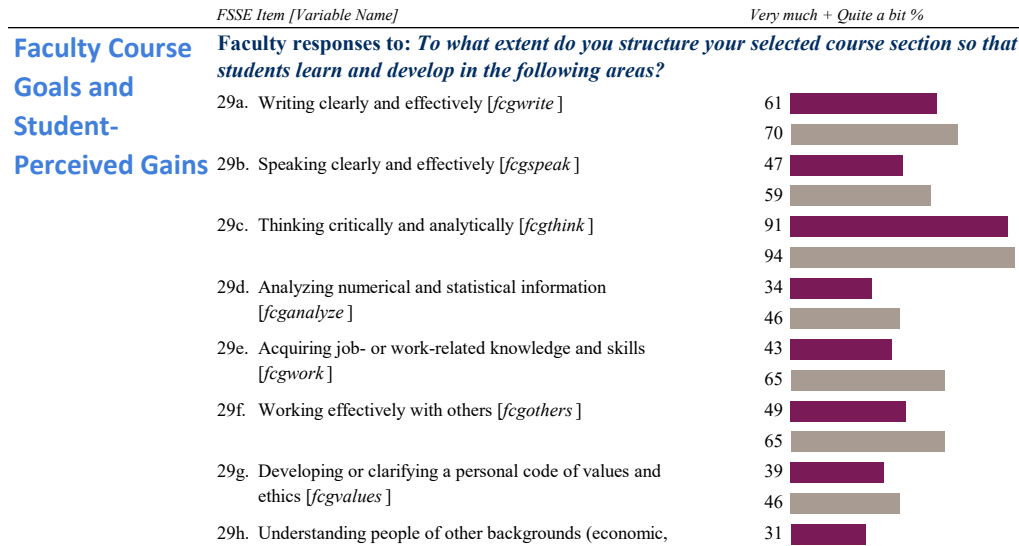 FSSE Item [Variable Name] Very much + Quite a bit %
Faculty Course
Goals and
Student-
Perceived Gains
Faculty responses to: To what extent do you structure your selected course section so that
students learn and develop in the following areas?
29a. Writing clearly and effectively [fcgwrite ] 61
70
29b. Speaking clearly and effectively [fcgspeak ] 47
59
29c. Thinking critically and analytically [fcgthink ] 91
94
29d. Analyzing numerical and statistical information 34
[fcganalyze ] 46
29e. Acquiring job- or work-related knowledge and skills 43
[fcgwork ] 65
29f. Working effectively with others [fcgothers ] 49
65
29g. Developing or clarifying a personal code of values and 39
ethics [fcgvalues ] 46
29h. Understanding people of other backgrounds (economic, 31